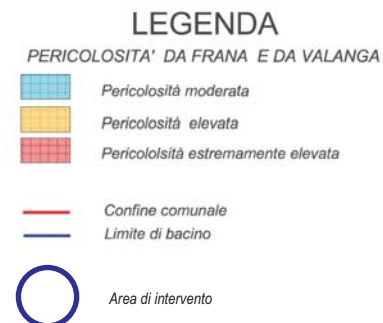 LEGENDA
PERICOLOSITA' DA FRANA E DA VALANGA
Pericolosità moderata
Pericolosità elevata
Pericololsità estremamente elevata
Confine comunale
Limite di bacino
Area di intervento